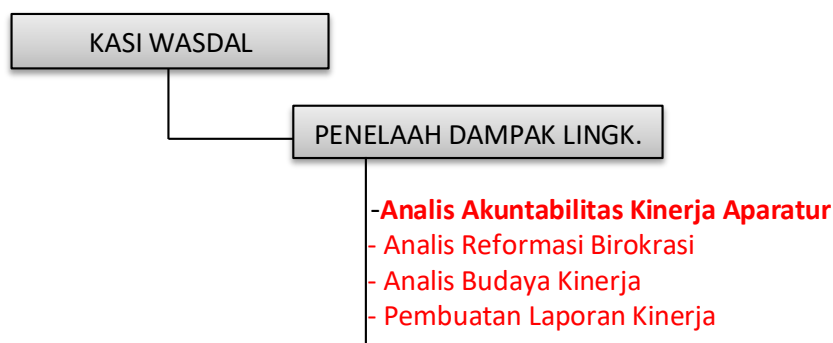 KASI WASDAL
PENELAAH DAMPAK LINGK.
-Analis Akuntabilitas Kinerja Aparatur
- Analis Reformasi Birokrasi
- Analis Budaya Kinerja
- Pembuatan Laporan Kinerja